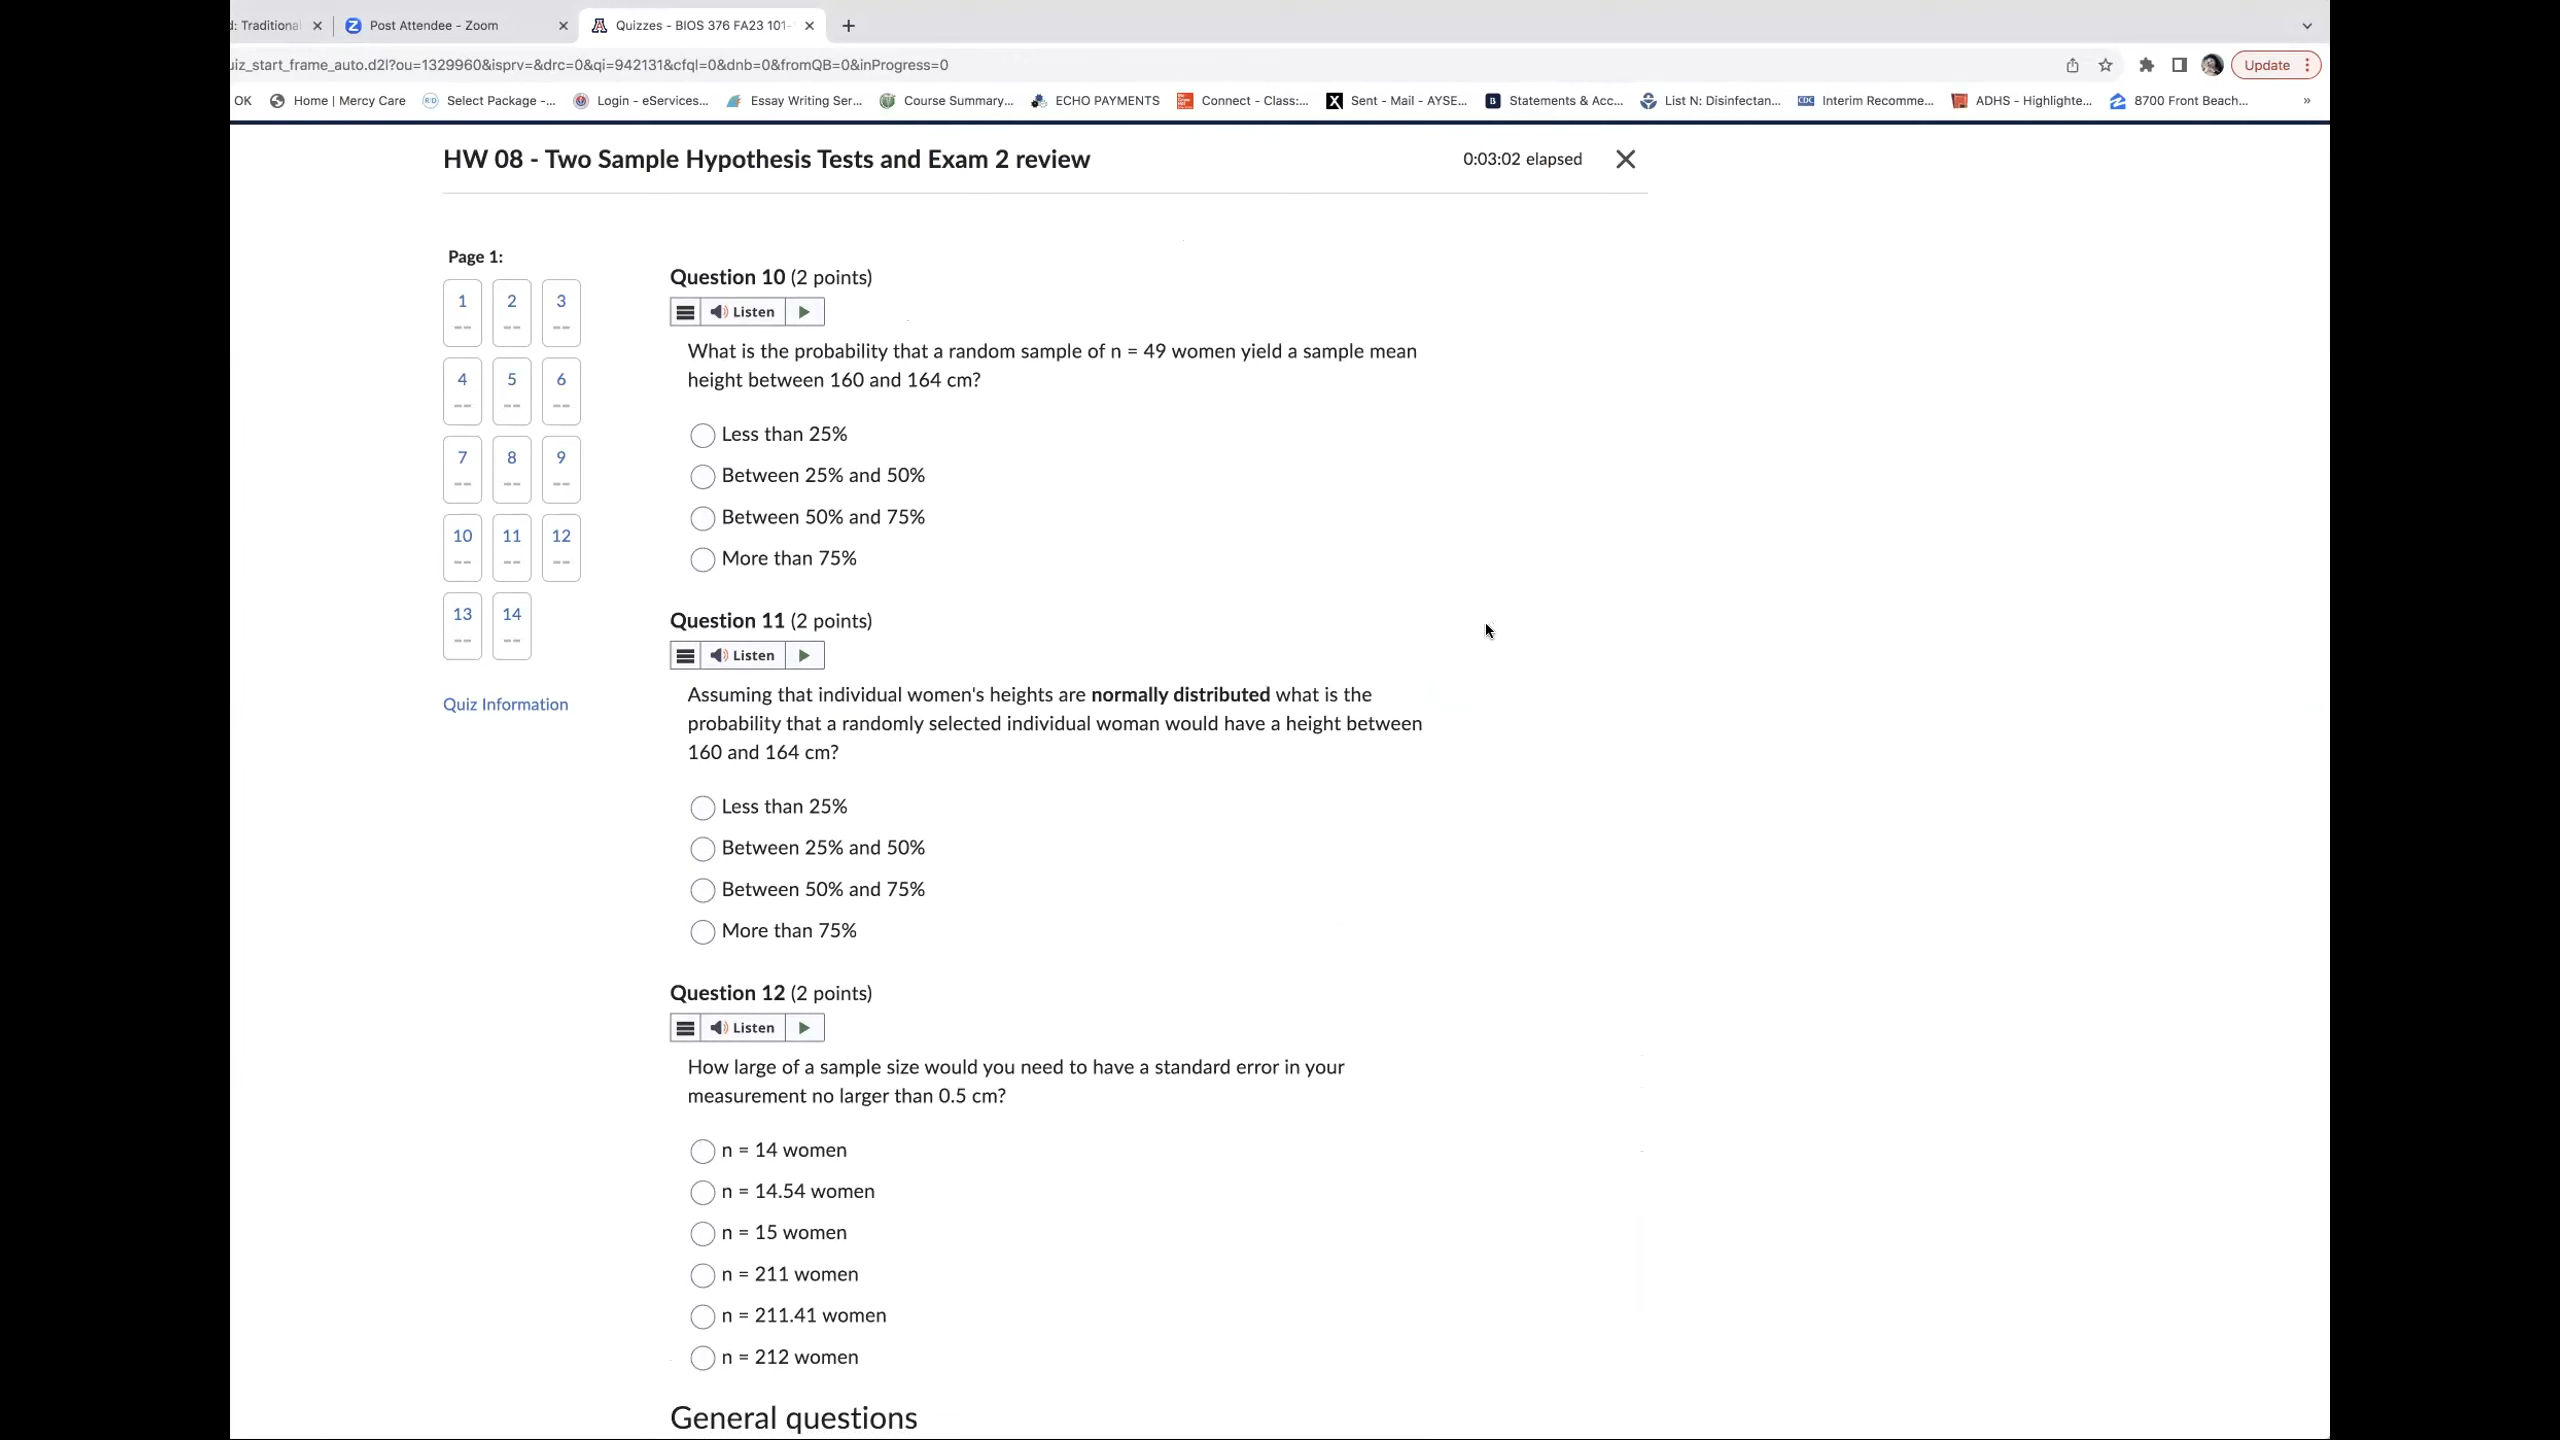 d: Traditional
Post Attendee - Zoom
Quizzes - BIOS 376 FA23 101-
uiz_start_frame_auto.d2l?ou=1329960&isprv=&drc=0&qi=942131&cfql=0&dnb=0&fromQB=0&inProgress=0
Update
OK
Home | Mercy Care
Select Package -...
Login - eServices...
Essay Writing Ser...
Course Summary...
ECHO PAYMENTS
Connect - Class:...
Sent - Mail - AYSE...
Statements & Acc...
List N: Disinfectan...
Interim Recomme...
ADHS - Highlighte...
8700 Front Beach...
»
HW 08 - Two Sample Hypothesis Tests and Exam 2 review
0:03:02 elapsed
Page 1:
1 2 3
-- -- --
4 5 6
-- -- --
7 8 9
-- -- --
10 11 12
-- -- --
13 14
-- --
Quiz Information
Question 10 (2 points)
Listen
What is the probability that a random sample of n = 49 women yield a sample mean
height between 160 and 164 cm?
Less than 25%
Between 25% and 50%
Between 50% and 75%
More than 75%
Question 11 (2 points)
Listen
Assuming that individual women's heights are normally distributed what is the
probability that a randomly selected individual woman would have a height between
160 and 164 cm?
Less than 25%
Between 25% and 50%
Between 50% and 75%
More than 75%
Question 12 (2 points)
Listen
How large of a sample size would you need to have a standard error in your
measurement no larger than 0.5 cm?
n = 14 women
n = 14.54 women
n = 15 women
n = 211 women
n = 211.41 women
n = 212 women
General questions